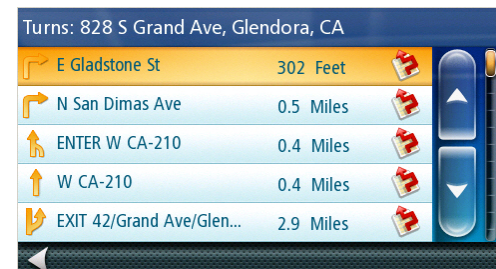 Turns: 828 S Grand Ave, Glendora, CA
E Gladstone St 302 Feet
N San Dimas Ave 0.5 Miles
ENTER W CA-210 0.4 Miles
W CA-210 0.4 Miles
EXIT 42/Grand Ave/Glen... 2.9 Miles